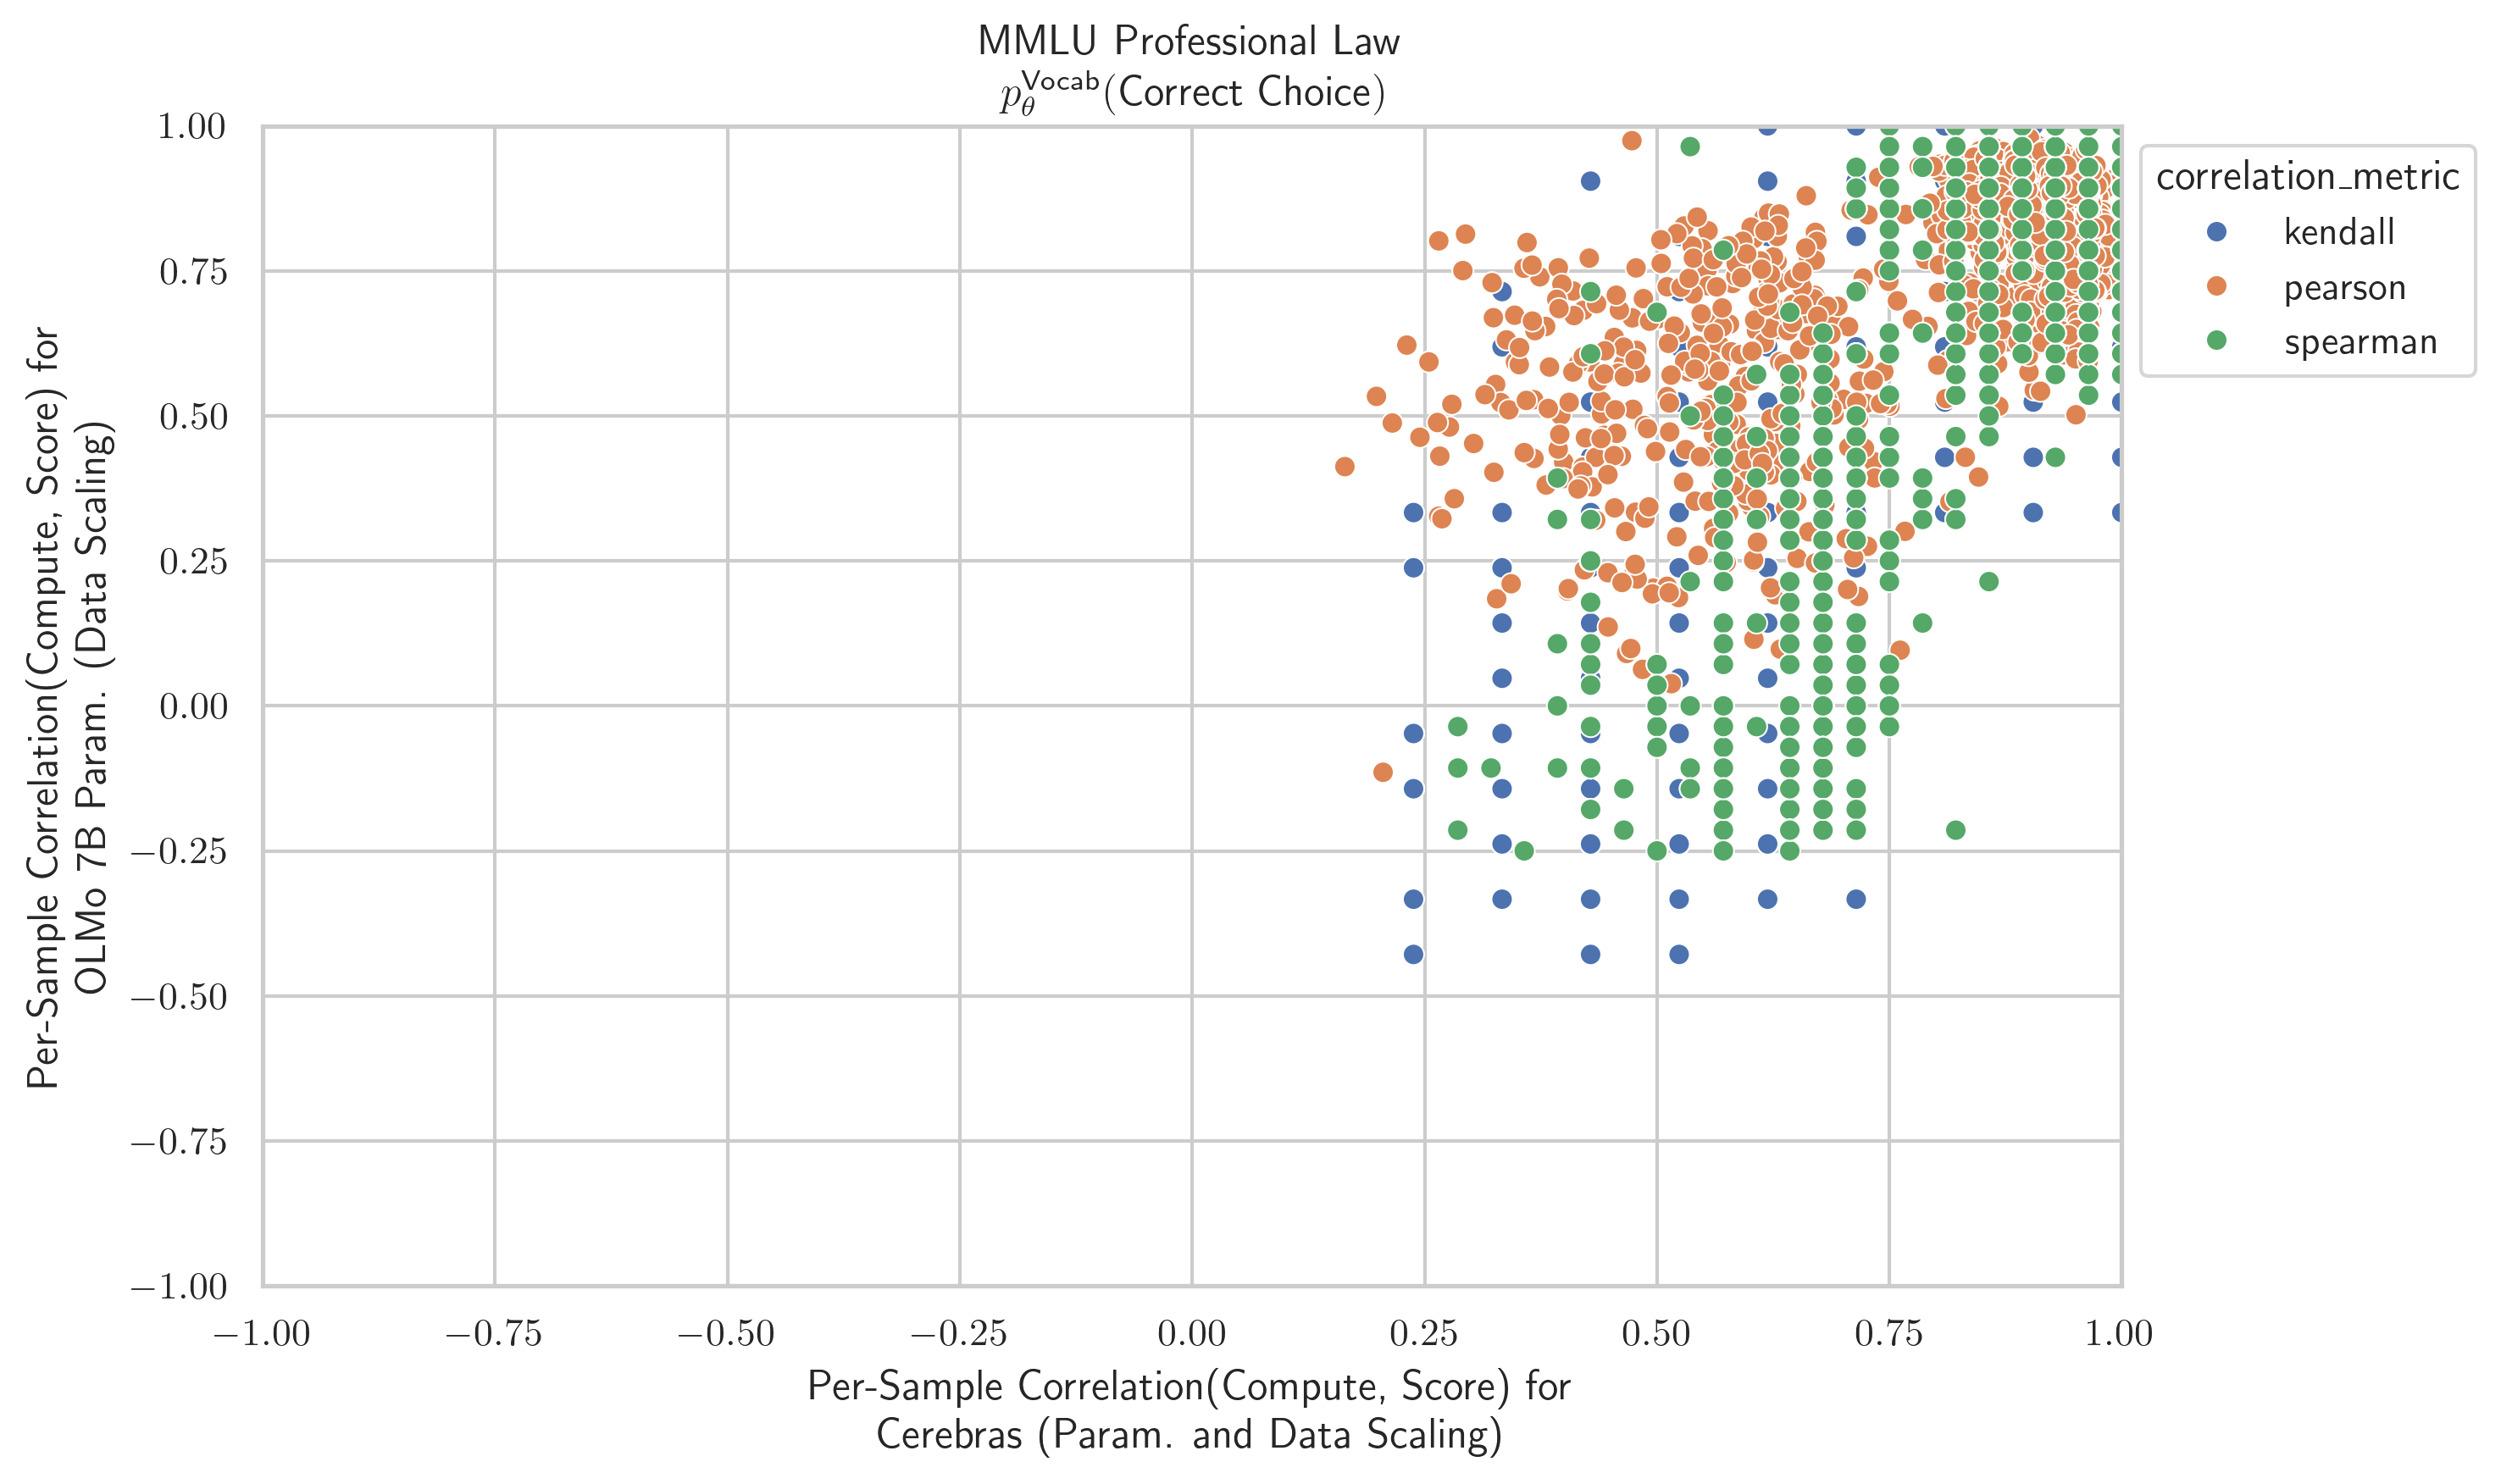 MMLU Professional Law
p_θ^Vocab(Correct Choice)
Per-Sample Correlation(Compute, Score) for
OLMo 7B Param. (Data Scaling)
1.00
0.75
0.50
0.25
0.00
−0.25
−0.50
−0.75
−1.00
correlation_metric
kendall
pearson
spearman
−1.00 −0.75 −0.50 −0.25 0.00 0.25 0.50 0.75 1.00
Per-Sample Correlation(Compute, Score) for
Cerebras (Param. and Data Scaling)